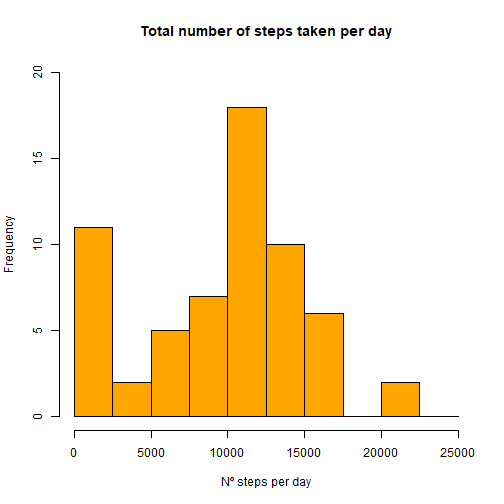 Total number of steps taken per day
Frequency
20
15
10
5
0
0 5000 10000 15000 20000 25000
Nº steps per day